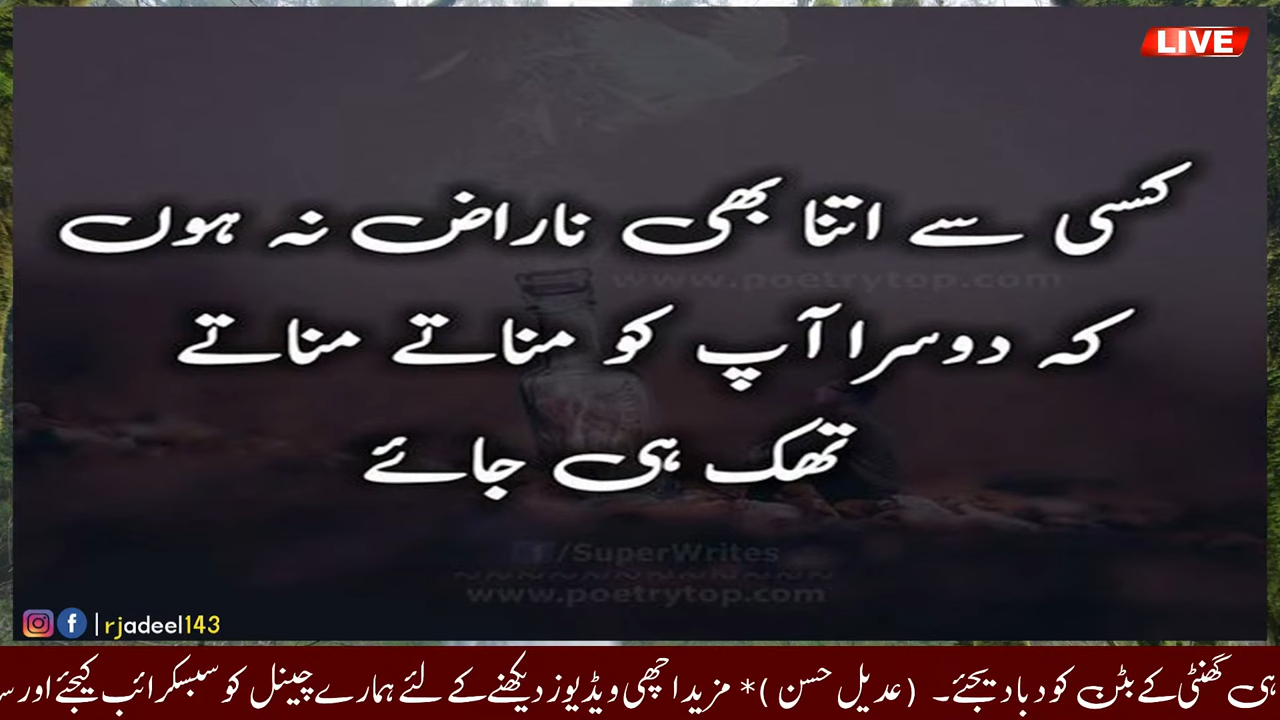 LIVE
کسی سے اتنا بھی ناراض نہ ہوں
www.poetrytop.com
کہ دوسرا آپ کو مناتے مناتے
تھک ہی جائے
f/SuperWrites
~~~~~~~~~~~~~~~~~~~~
www.poetrytop.com
|rjadeel143
ہی گھنٹی کے بٹن کو دبا دیجئے۔ (عدیل حسن )* مزید اچھی ویڈیوز دیکھنے کے لئے ہمارے چینل کو سبسکرائب کیجئے اور